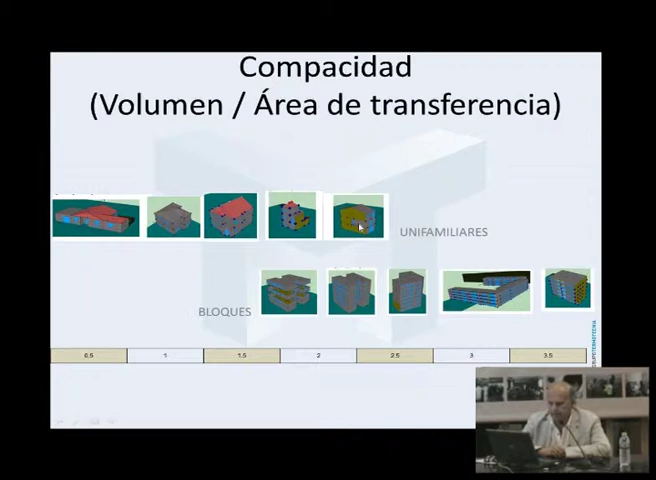 Compacidad
(Volumen / Área de transferencia)
UNIFAMILIARES
BLOQUES
0.5 1 1.5 2 2.5 3 3.5